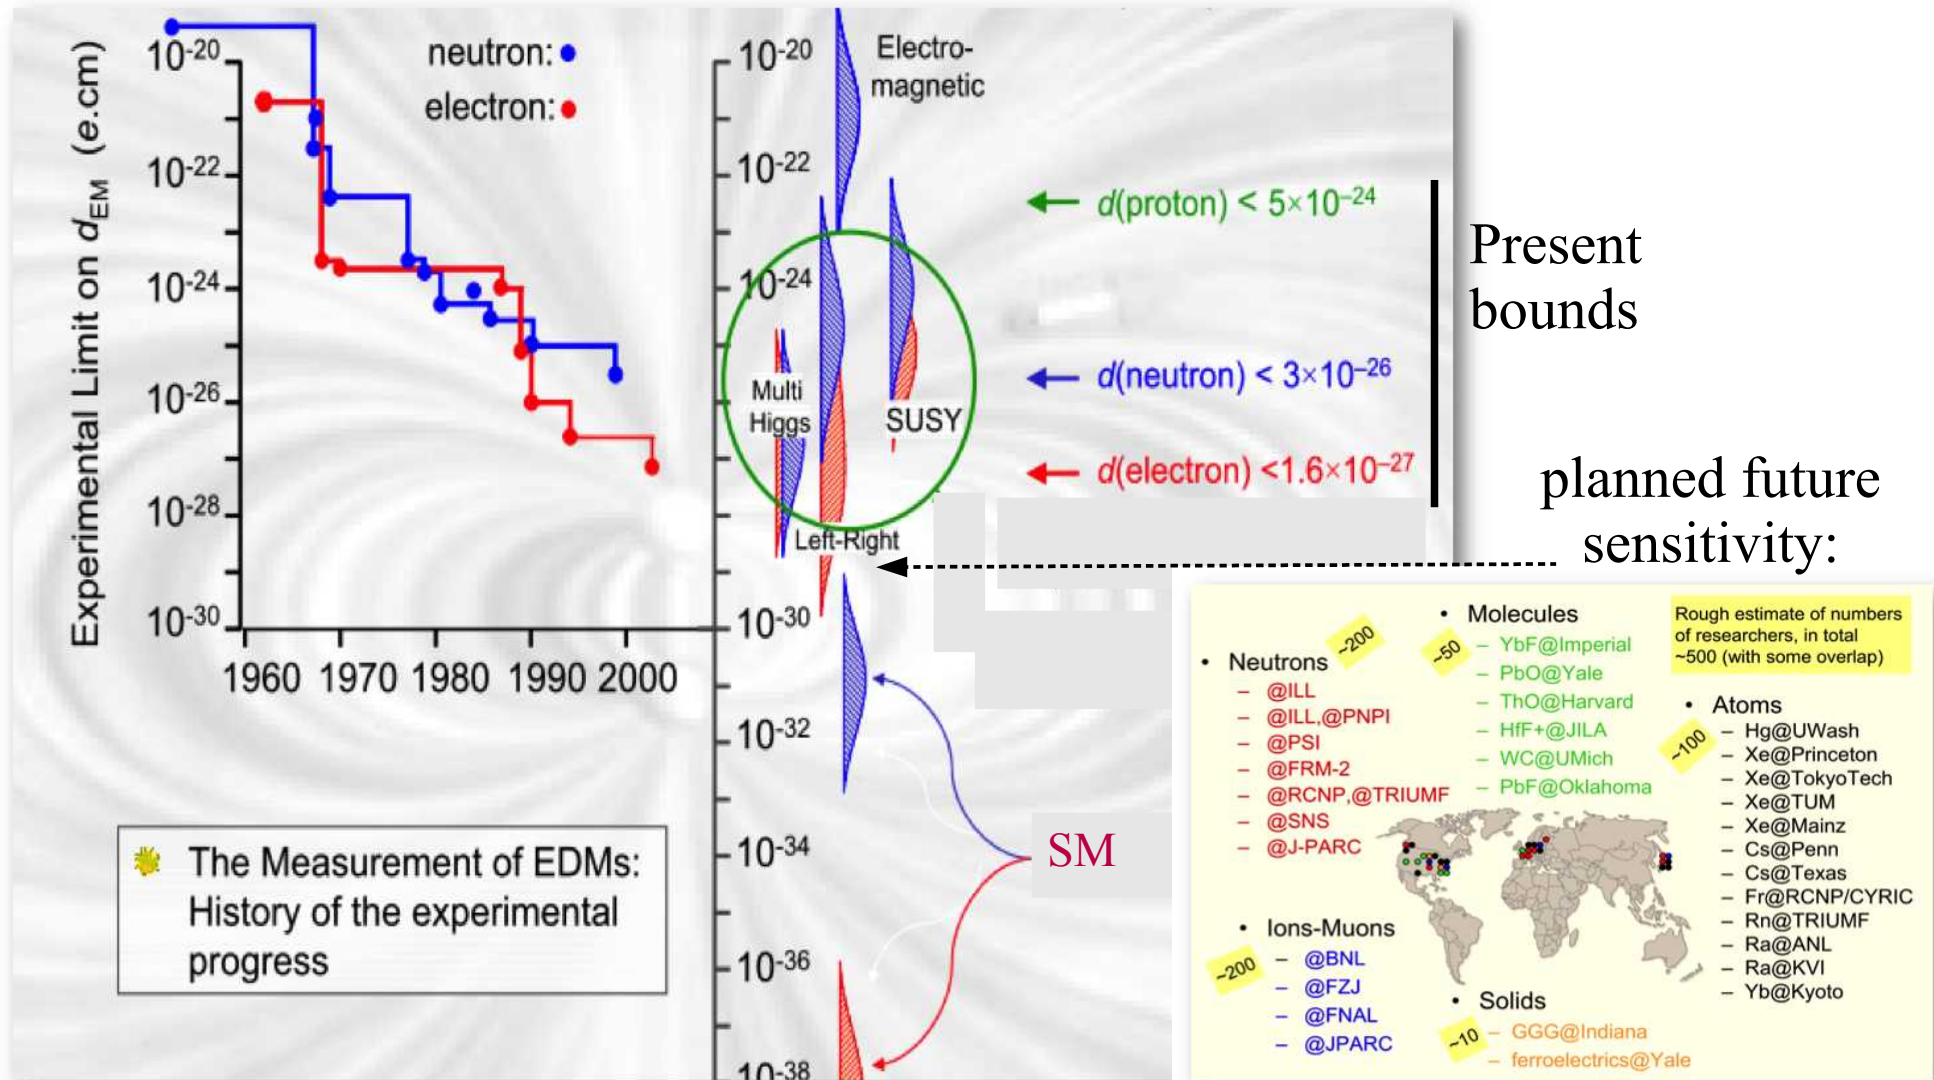 Experimental Limit on dEM (e.cm)
10-20
10-22
10-24
10-26
10-28
10-30
1960 1970 1980 1990 2000
neutron:
electron:
10-20
10-22
10-24
10-30
10-32
10-34
10-36
10-38
Electro-
magnetic
Multi
Higgs
SUSY
Left-Right
d(proton) < 5×10–24
d(neutron) < 3×10–26
d(electron) <1.6×10–27
Present
bounds
planned future
sensitivity:
SM
The Measurement of EDMs:
History of the experimental
progress
• Neutrons
~200
– @ILL
– @ILL,@PNPI
– @PSI
– @FRM-2
– @RCNP,@TRIUMF
– @SNS
– @J-PARC
• Ions-Muons
~200
– @BNL
– @FZJ
– @FNAL
– @JPARC
• Molecules
~50
– YbF@Imperial
– PbO@Yale
– ThO@Harvard
– HfF+@JILA
– WC@UMich
– PbF@Oklahoma
• Solids
~10
– GGG@Indiana
– ferroelectrics@Yale
Rough estimate of numbers
of researchers, in total
~500 (with some overlap)
• Atoms
~100
– Hg@UWash
– Xe@Princeton
– Xe@TokyoTech
– Xe@TUM
– Xe@Mainz
– Cs@Penn
– Cs@Texas
– Fr@RCNP/CYRIC
– Rn@TRIUMF
– Ra@ANL
– Ra@KVI
– Yb@Kyoto